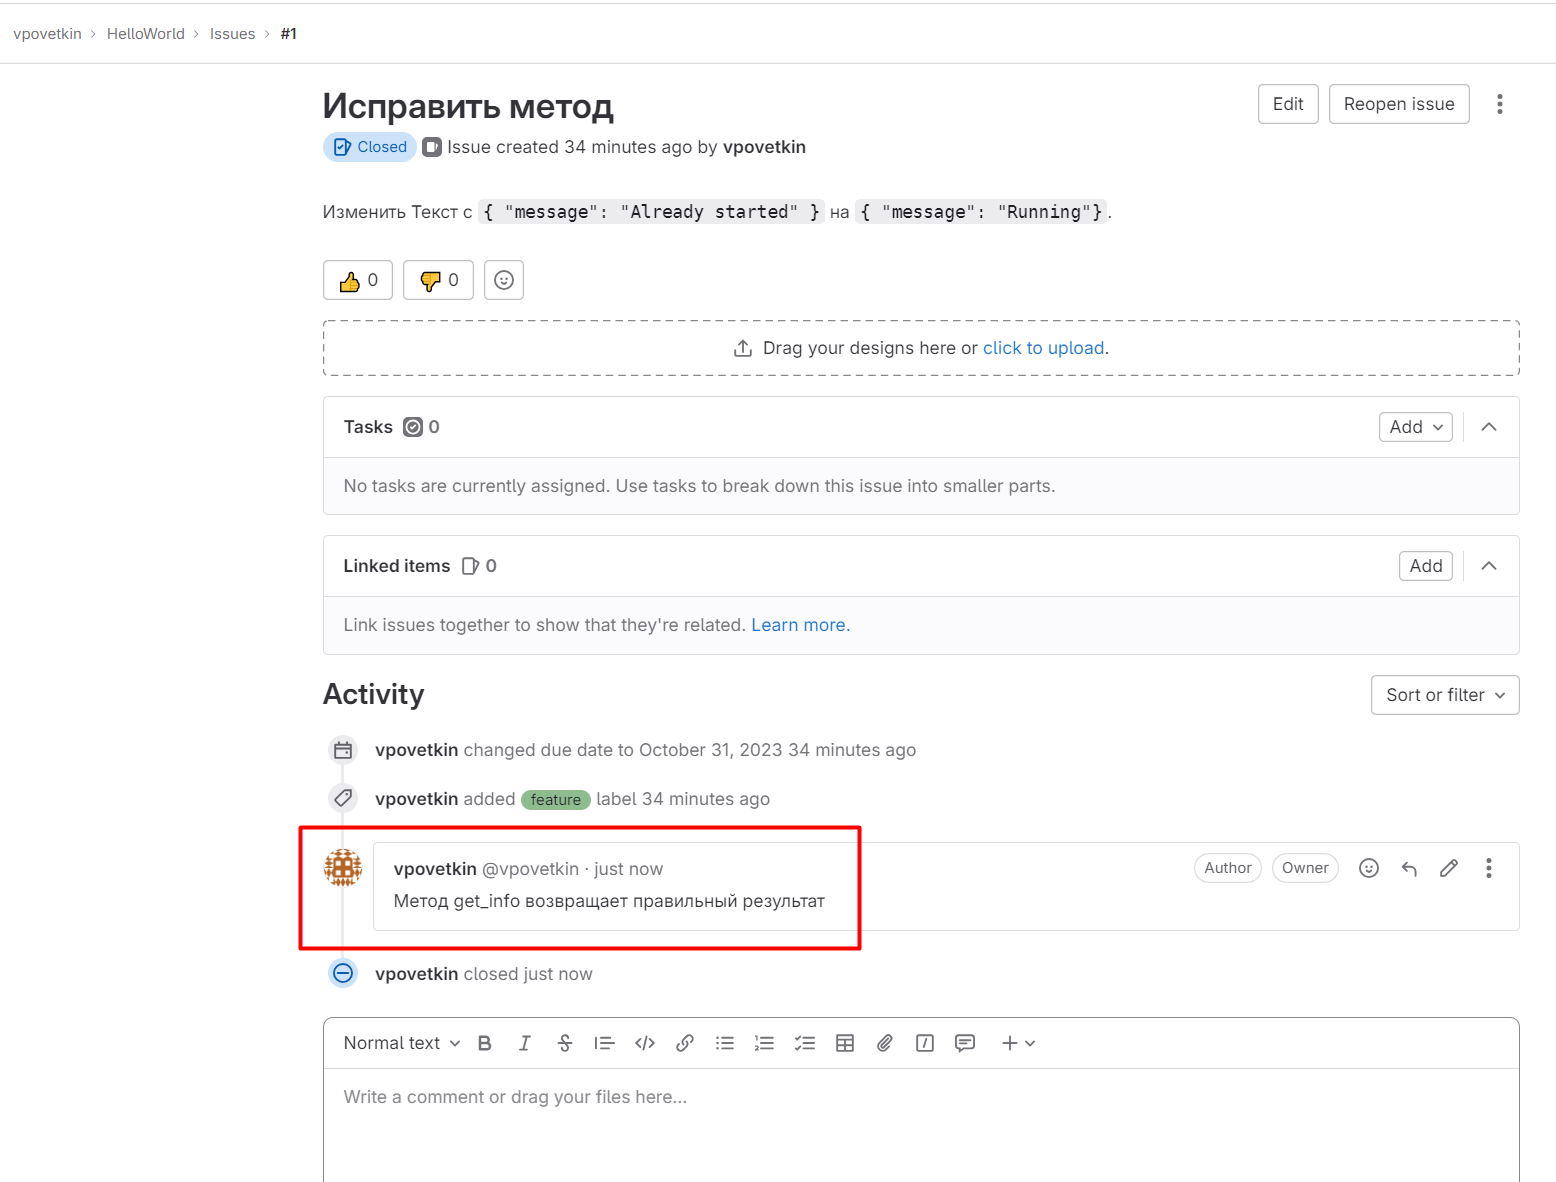 vpovetkin › HelloWorld › Issues › #1
Исправить метод
Edit
Reopen issue
Closed Issue created 34 minutes ago by vpovetkin
Изменить Текст с { "message": "Already started" } на { "message": "Running"}.
0 0
Drag your designs here or click to upload.
Tasks 0
Add
No tasks are currently assigned. Use tasks to break down this issue into smaller parts.
Linked items 0
Add
Link issues together to show that they're related. Learn more.
Activity
Sort or filter
vpovetkin changed due date to October 31, 2023 34 minutes ago
vpovetkin added feature label 34 minutes ago
vpovetkin @vpovetkin · just now
Author Owner
Метод get_info возвращает правильный результат
vpovetkin closed just now
Normal text
Write a comment or drag your files here...